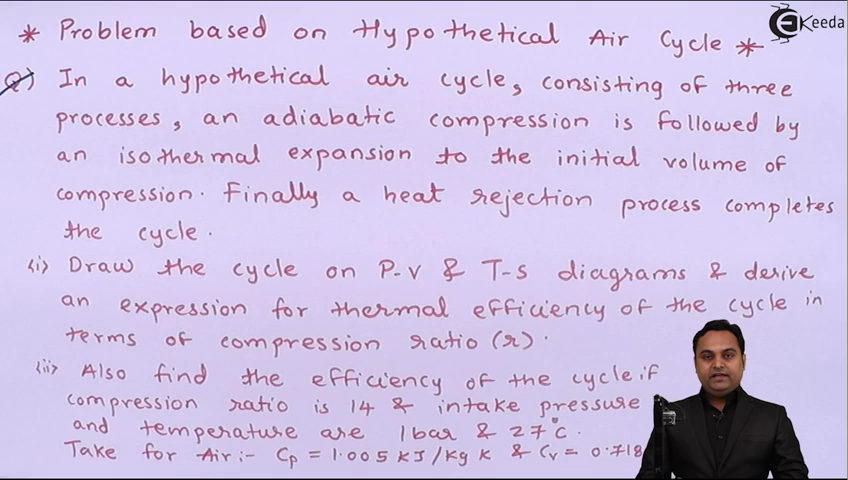 EKeeda
* Problem based on Hypothetical Air Cycle *
Q) In a hypothetical air cycle, consisting of three
processes, an adiabatic compression is followed by
an isothermal expansion to the initial volume of
compression. Finally a heat rejection process completes
the cycle.
(i) Draw the cycle on P-V & T-s diagrams & derive
an expression for thermal efficiency of the cycle in
terms of compression ratio (r).
(ii) Also find the efficiency of the cycle if
compression ratio is 14 & intake pressure
and temperature are 1bar & 27°c.
Take for Air :- Cp = 1.005 KJ/Kg K & Cv = 0.718